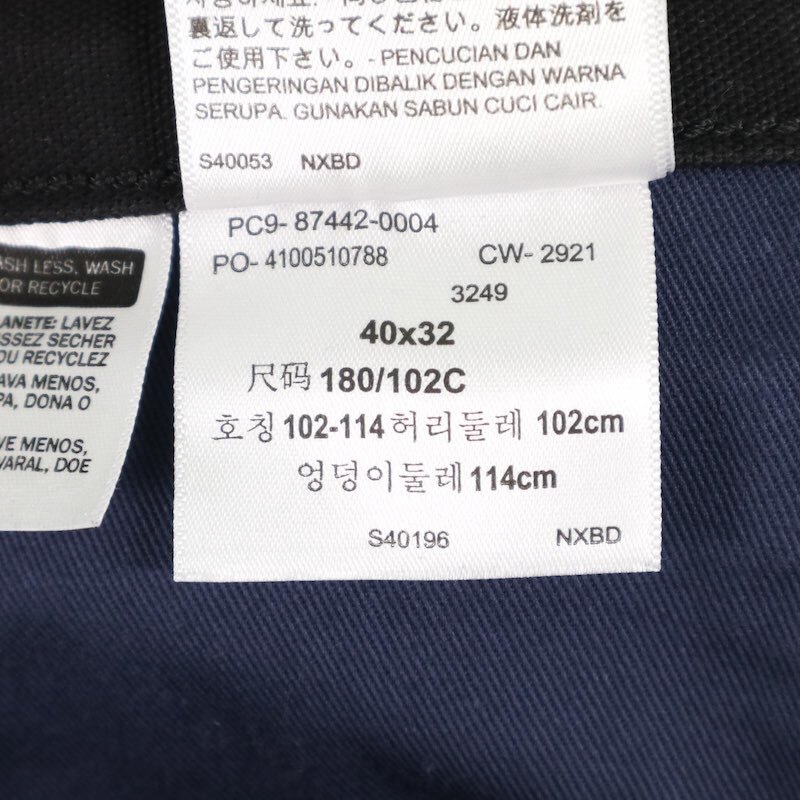 裏返して洗ってください。液体洗剤を
ご使用下さい。- PENCUCIAN DAN
PENGERINGAN DIBALIK DENGAN WARNA
SERUPA. GUNAKAN SABUN CUCI CAIR.
S40053 NXBD
PC9- 87442-0004
PO- 4100510788 CW- 2921
3249
40x32
尺码 180/102C
호칭 102-114 허리둘레 102cm
엉덩이둘레 114cm
S40196 NXBD
ASH LESS, WASH
OR RECYCLE
LANETE: LAVEZ
ISSEZ SECHER
OU RECYCLEZ
AVA MENOS,
PA, DONA O
VE MENOS,
VARAL, DOE